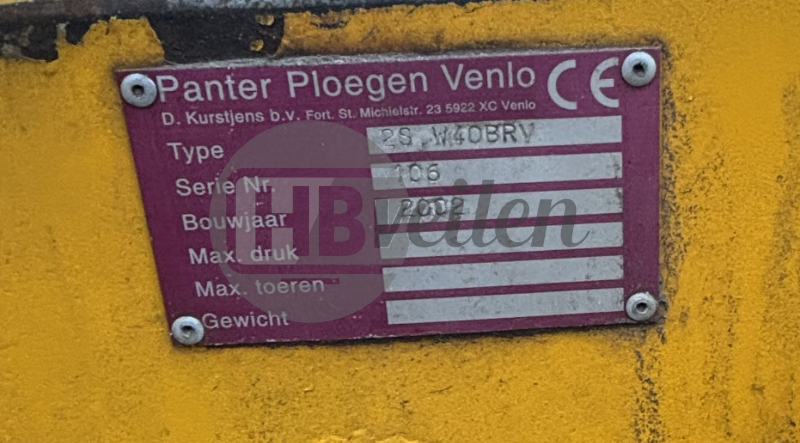 Panter Ploegen Venlo CE
D. Kurstjens b.v. Fort. St. Michielstr. 23 5922 XC Venlo
Type 2S W40BRV
Serie Nr. 106
Bouwjaar 2002
Max. druk
Max. toeren
Gewicht
HBveilen